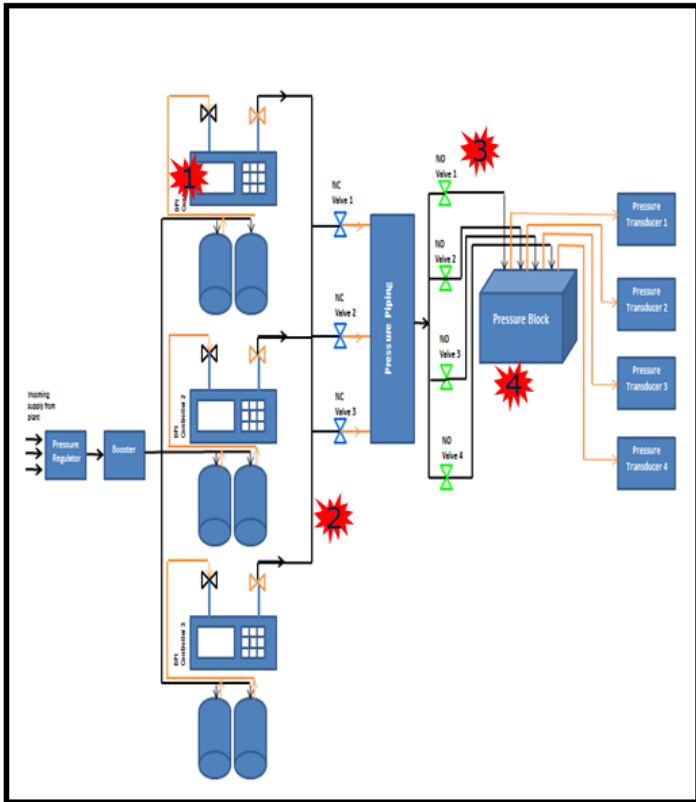 1
DPI
NC
Valve 1
3
NO
Valve 1
Pressure
Transducer 1
NC
Valve 2
Pressure Piping
NO
Valve 2
Pressure Block
Pressure
Transducer 2
DPI
Controller 2
NO
Valve 3
4
Pressure
Transducer 3
Incoming
supply from
plant
Pressure
Regulator
Booster
NC
Valve 3
NO
Valve 4
Pressure
Transducer 4
2
DPI
Controller 3